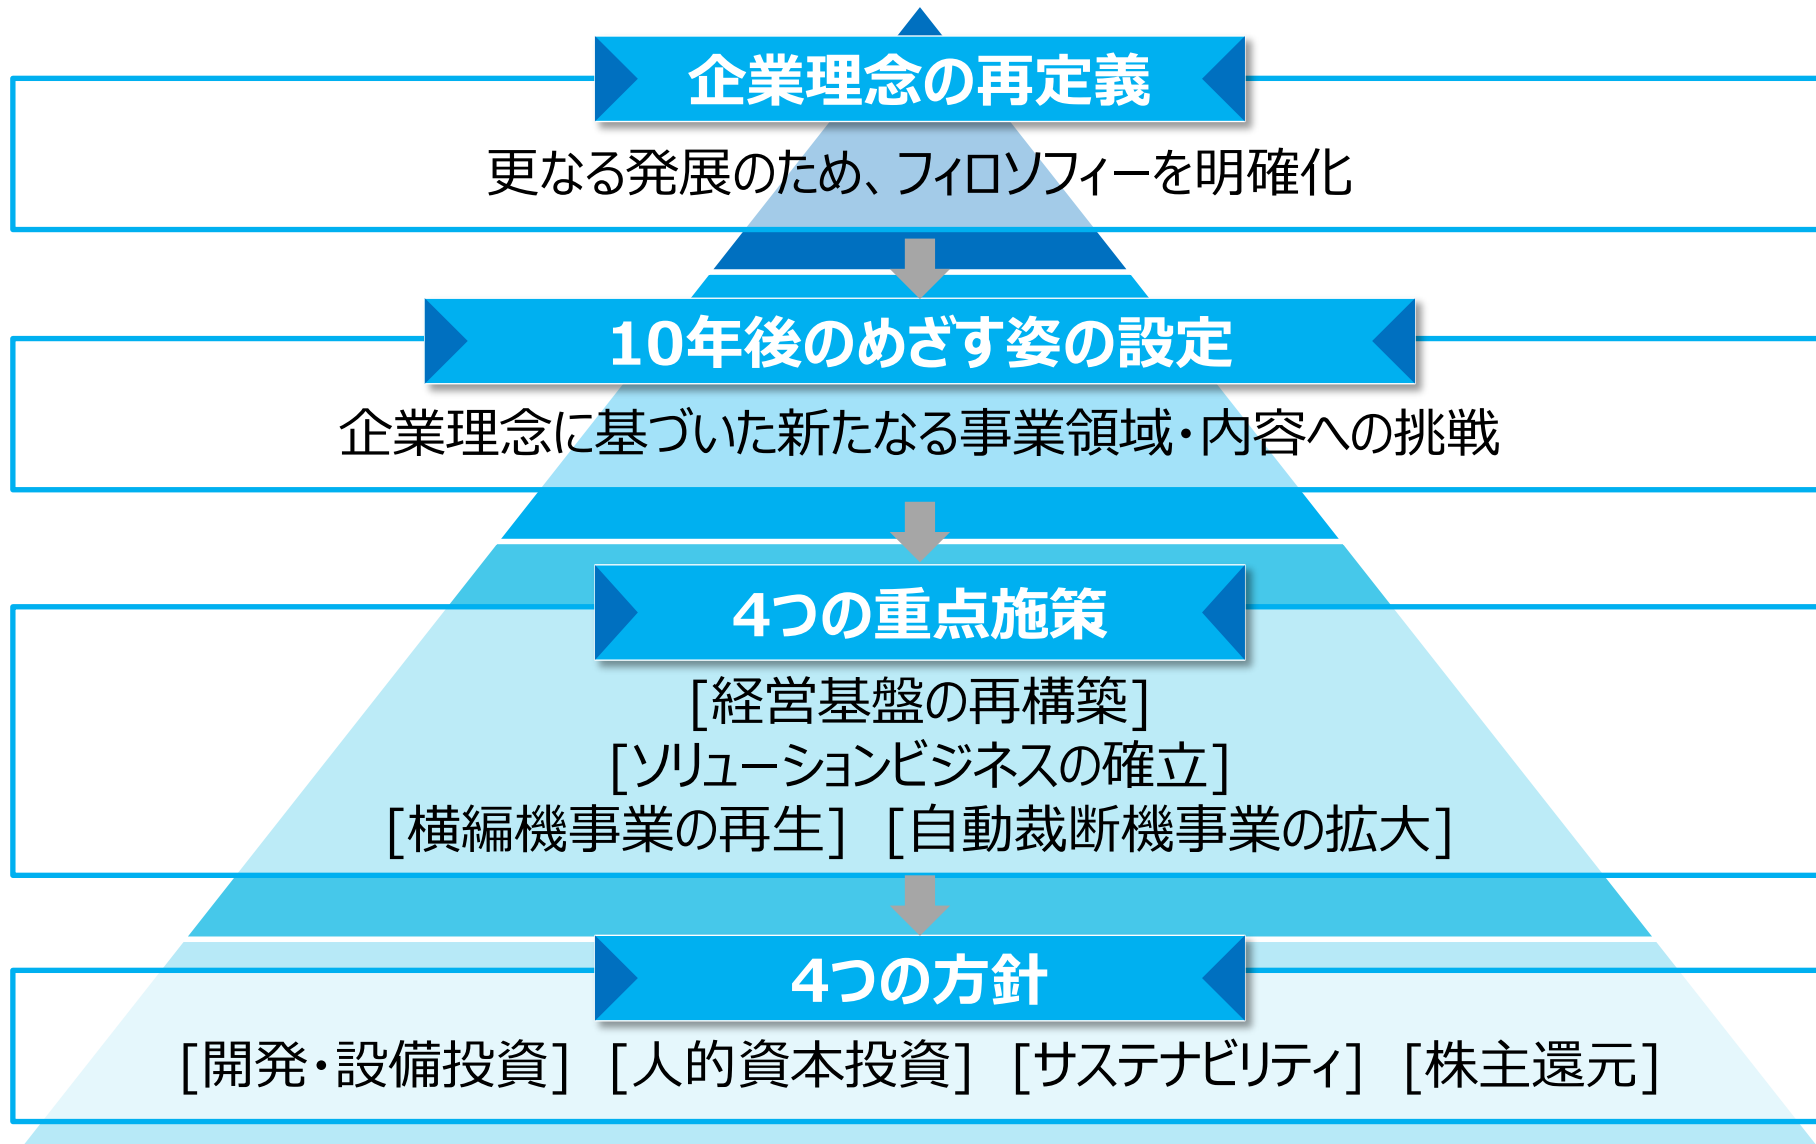 企業理念の再定義
更なる発展のため、フィロソフィーを明確化
10年後のめざす姿の設定
企業理念に基づいた新たなる事業領域・内容への挑戦
4つの重点施策
[経営基盤の再構築]
[ソリューションビジネスの確立]
[横編機事業の再生] [自動裁断機事業の拡大]
4つの方針
[開発・設備投資] [人的資本投資] [サステナビリティ] [株主還元]